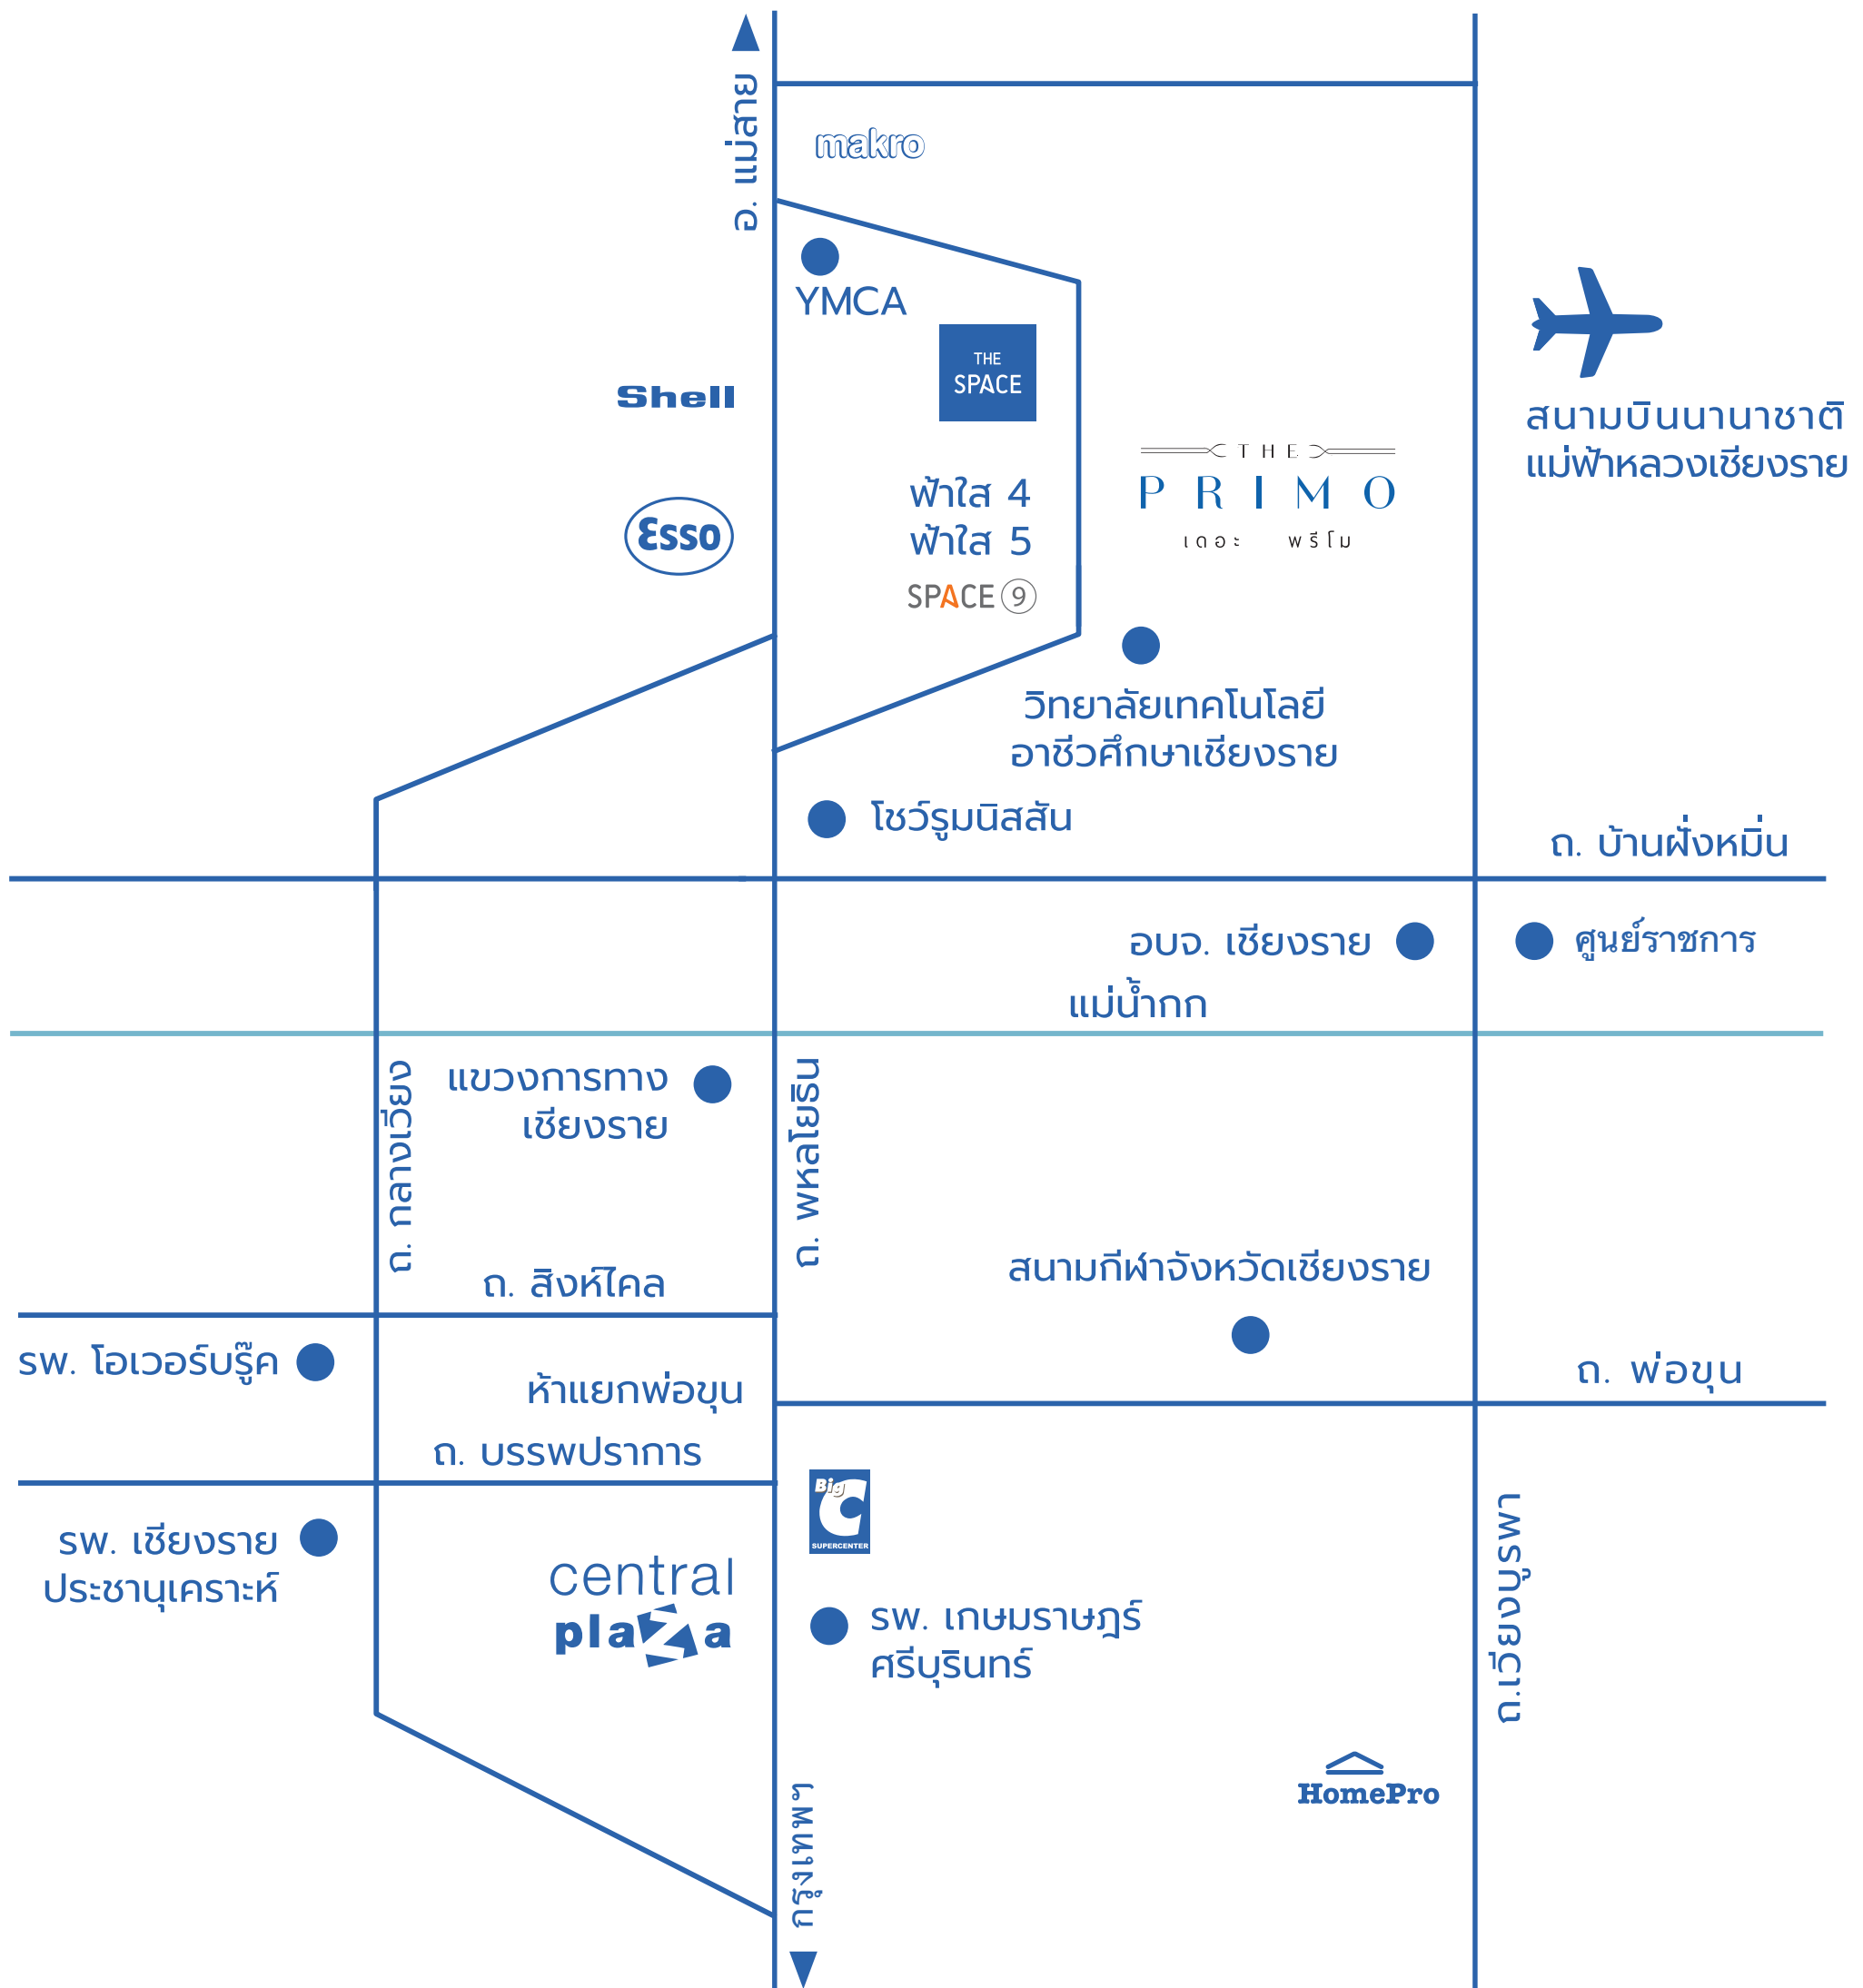 อ. แม่สาย
makro
YMCA
THE
SPACE
Shell
Esso
ฟ้าใส 4
ฟ้าใส 5
SPACE 9
THE
PRIMO
เดอะ พรีโม
สนามบินนานาชาติ
แม่ฟ้าหลวงเชียงราย
วิทยาลัยเทคโนโลยี
อาชีวศึกษาเชียงราย
โชว์รูมนิสสัน
ถ. บ้านฝั่งหมิ่น
อบจ. เชียงราย
ศูนย์ราชการ
แม่น้ำกก
ถ. กลางเวียง
แขวงการทาง
เชียงราย
ถ. พหลโยธิน
ถ. สิงห์ไคล
สนามกีฬาจังหวัดเชียงราย
รพ. โอเวอร์บรู๊ค
ห้าแยกพ่อขุน
ถ. พ่อขุน
ถ. บรรพปราการ
Big C
SUPERCENTER
รพ. เชียงราย
ประชานุเคราะห์
central
plaza
รพ. เกษมราษฎร์
ศรีบุรินทร์
ถ.เวียงบูรพา
HomePro
กรุงเทพฯ